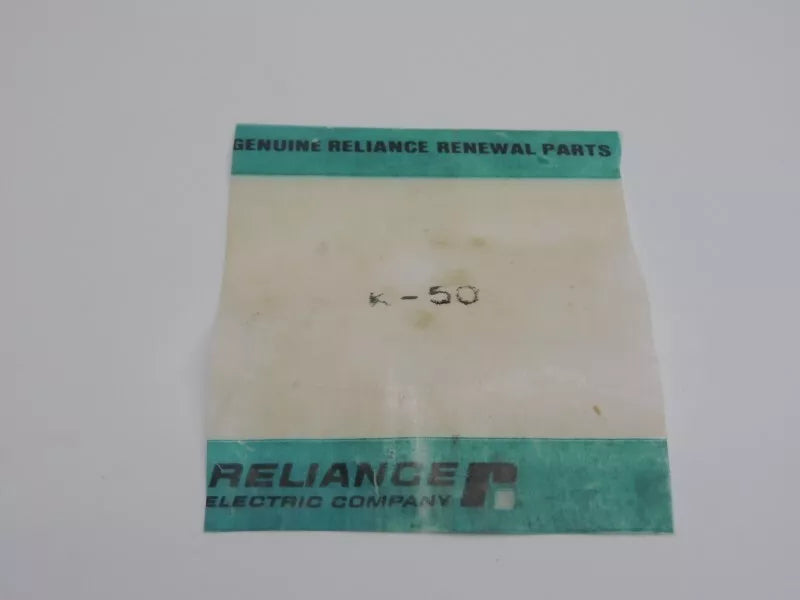 GENUINE RELIANCE RENEWAL PARTS
K-50
RELIANCE
ELECTRIC COMPANY